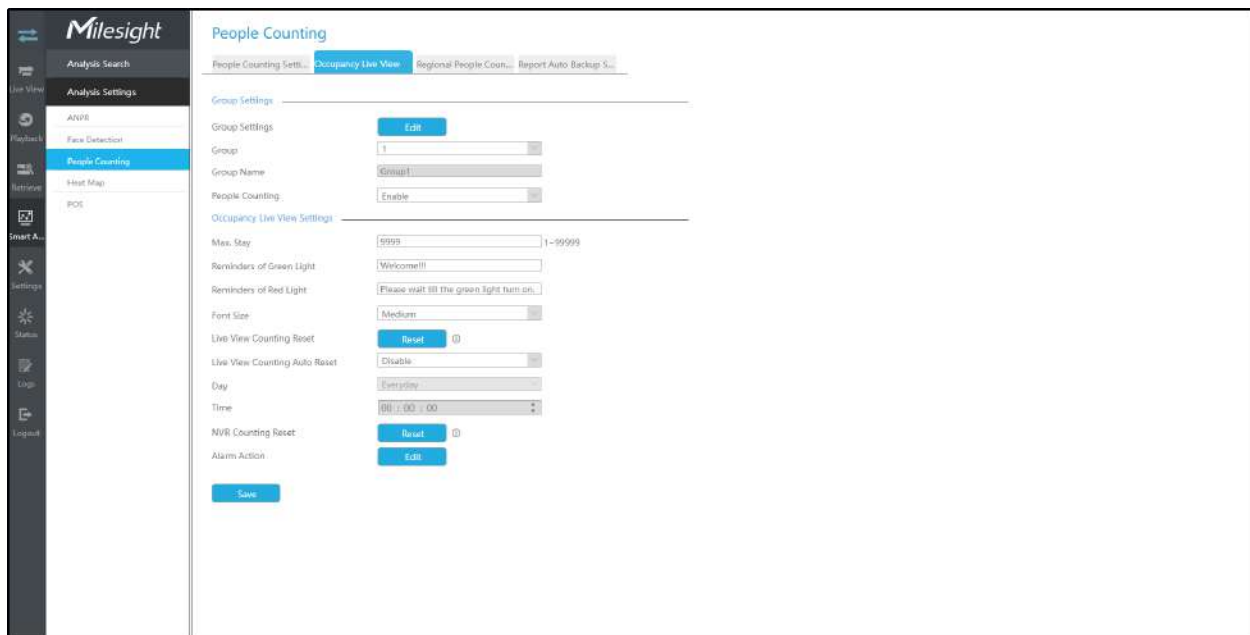 Milesight
Live View
Playback
Retrieve
Smart A...
Settings
Status
Logs
Logout
Analysis Search
Analysis Settings
ANPR
Face Detection
People Counting
Heat Map
POS
People Counting
People Counting Setti... Occupancy Live View Regional People Coun... Report Auto Backup S...
Group Settings
Group Settings Edit
Group 1
Group Name Group1
People Counting Enable
Occupancy Live View Settings
Max. Stay 9999 1~99999
Reminders of Green Light Welcome!!!
Reminders of Red Light Please wait till the green light turn on.
Font Size Medium
Live View Counting Reset Reset
Live View Counting Auto Reset Disable
Day Everyday
Time 00 : 00 : 00
NVR Counting Reset Reset
Alarm Action Edit
Save